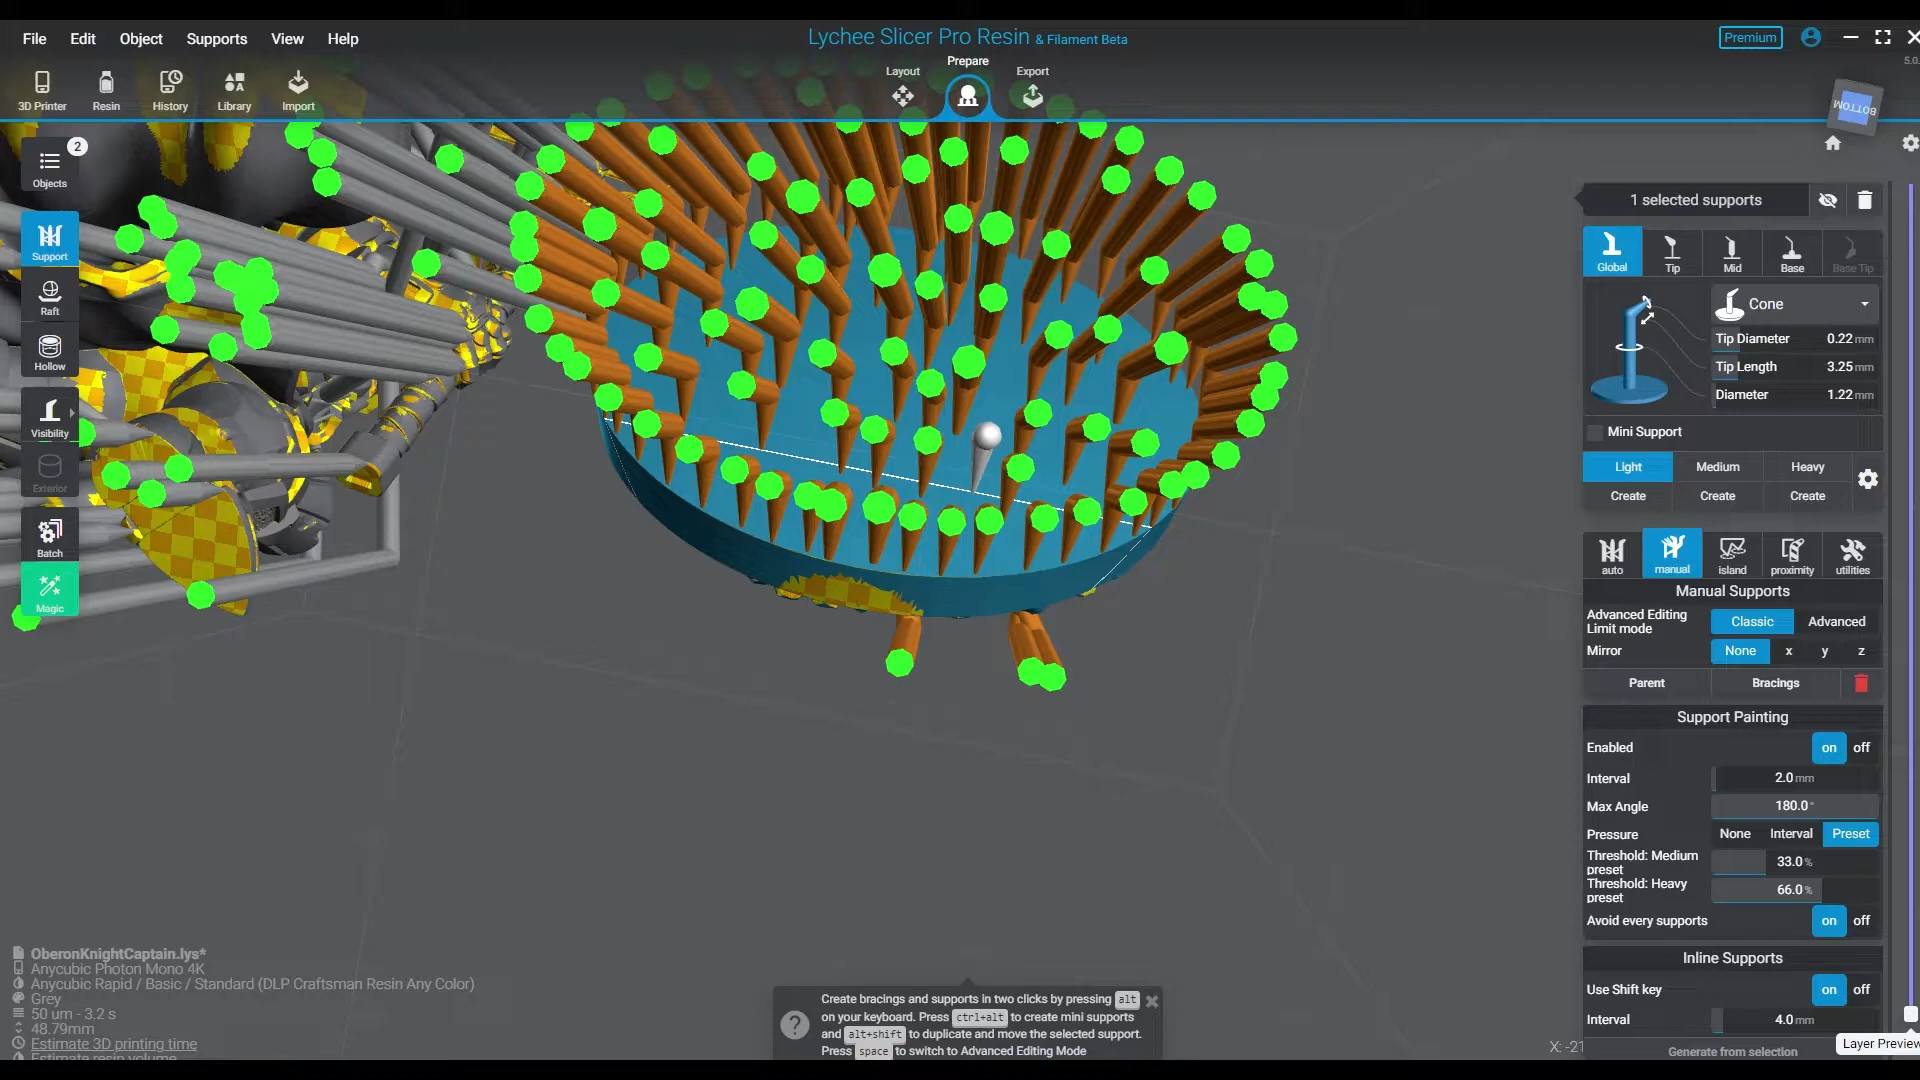 File Edit Object Supports View Help
Lychee Slicer Pro Resin & Filament Beta
Premium
5.0.
3D Printer Resin History Library Import
Layout Prepare Export
BOTTOM
2
Objects
Support
Raft
Hollow
Visibility
Exterior
Batch
Magic
1 selected supports
Global Tip Mid Base Base Tip
Cone
Tip Diameter 0.22 mm
Tip Length 3.25 mm
Diameter 1.22 mm
Mini Support
Light Medium Heavy
Create Create Create
auto manual island proximity utilities
Manual Supports
Advanced Editing
Limit mode
Classic Advanced
Mirror None x y z
Parent Bracings
Support Painting
Enabled on off
Interval 2.0 mm
Max Angle 180.0 °
Pressure None Interval Preset
Threshold: Medium
preset
33.0 %
Threshold: Heavy
preset
66.0 %
Avoid every supports on off
Inline Supports
Use Shift key on off
Interval 4.0 mm
Generate from selection
Layer Preview
X: -21
OberonKnightCaptain.lys*
Anycubic Photon Mono 4K
Anycubic Rapid / Basic / Standard (DLP Craftsman Resin Any Color)
Grey
50 um - 3.2 s
48.79mm
Estimate 3D printing time
Estimate resin volume
Create bracings and supports in two clicks by pressing alt
on your keyboard. Press ctrl+alt to create mini supports
and alt+shift to duplicate and move the selected support.
Press space to switch to Advanced Editing Mode